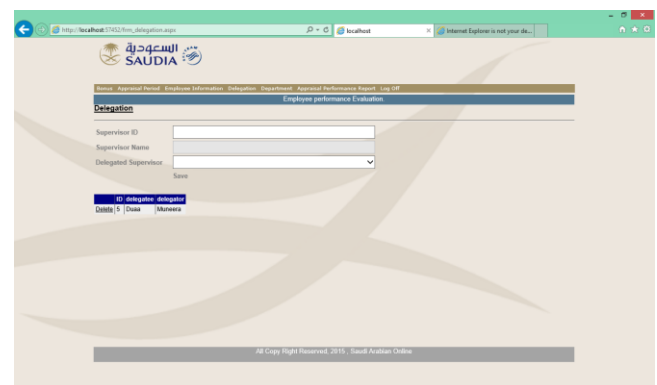 http://localhost:57452/frm_delegation.aspx
localhost
Internet Explorer is not your de...
السعودية
SAUDIA
Bonus Appraisal Period Employee Information Delegation Department Appraisal Performance Report Log Off
Employee performance Evaluation
Delegation
Supervisor ID
Supervisor Name
Delegated Supervisor
Save
ID delegatee delegator
Delete 5 Duaa Muneera
All Copy Right Reserved, 2015 , Saudi Arabian Online